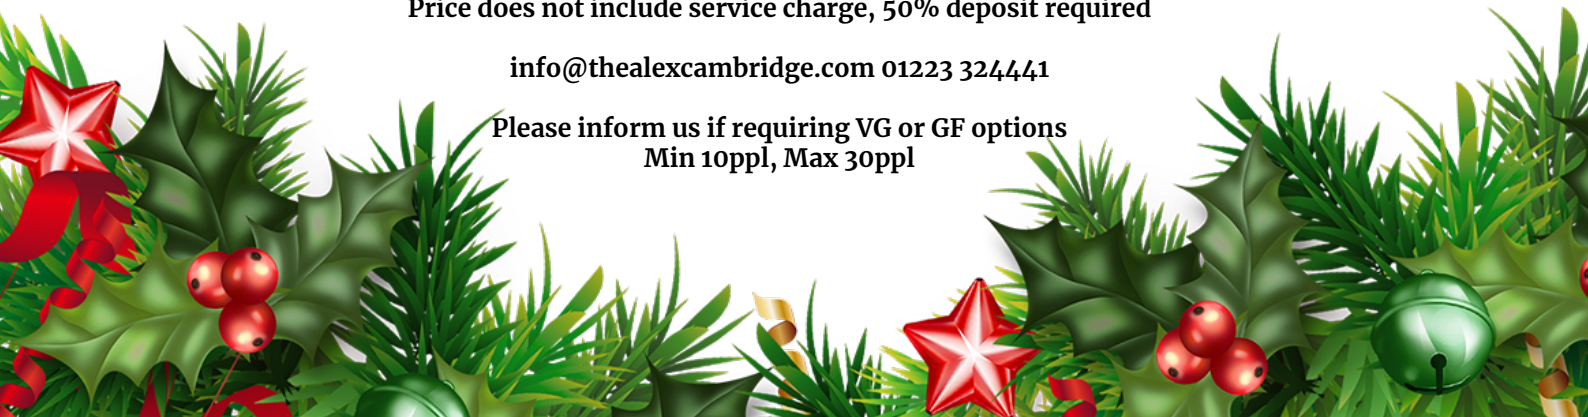 Price does not include service charge, 50% deposit required
info@thealexcambridge.com 01223 324441
Please inform us if requiring VG or GF options
Min 10ppl, Max 30ppl